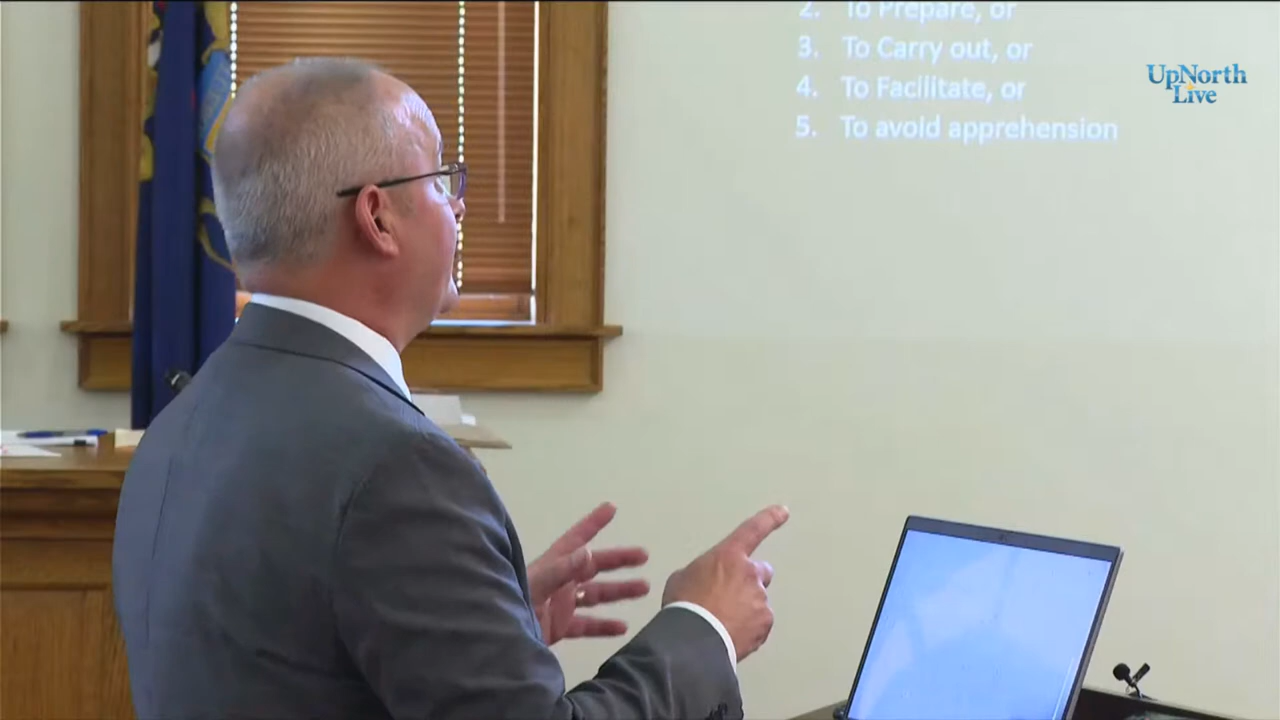 2. To Prepare, or
3. To Carry out, or
4. To Facilitate, or
5. To avoid apprehension
UpNorth
Live